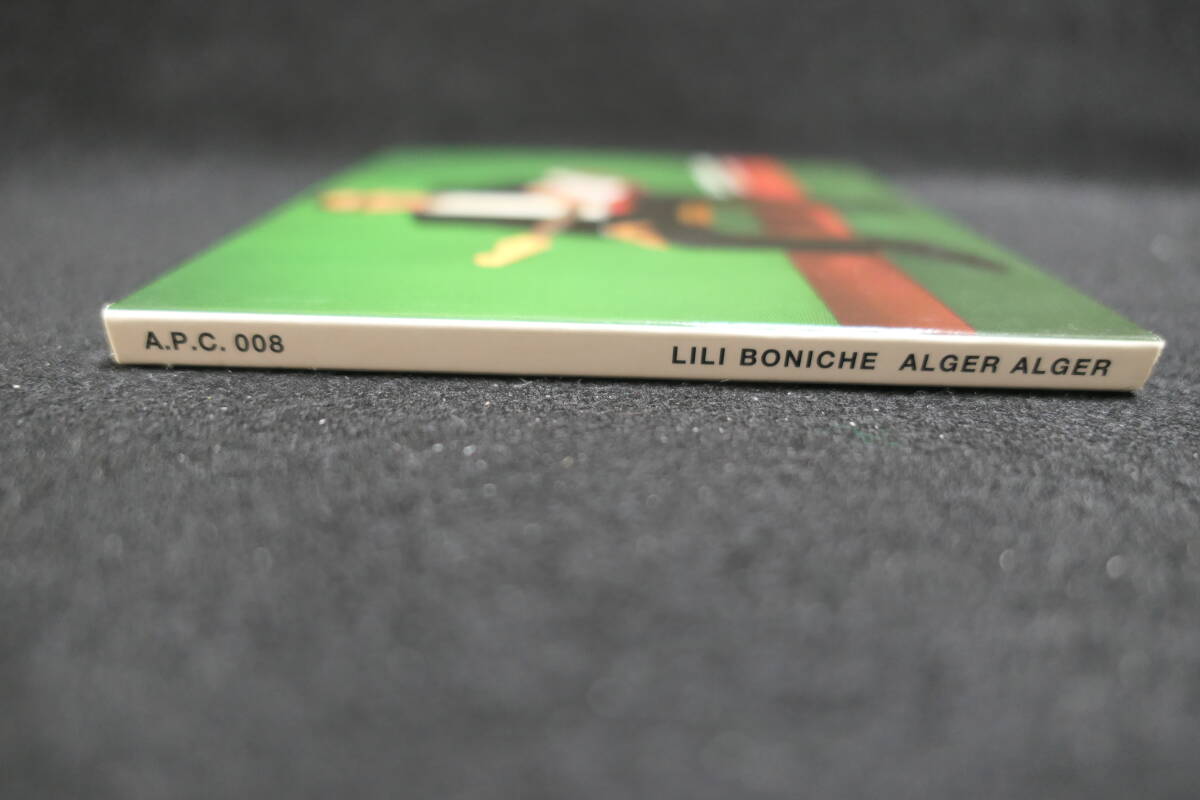 A.P.C. 008
LILI BONICHE ALGER ALGER